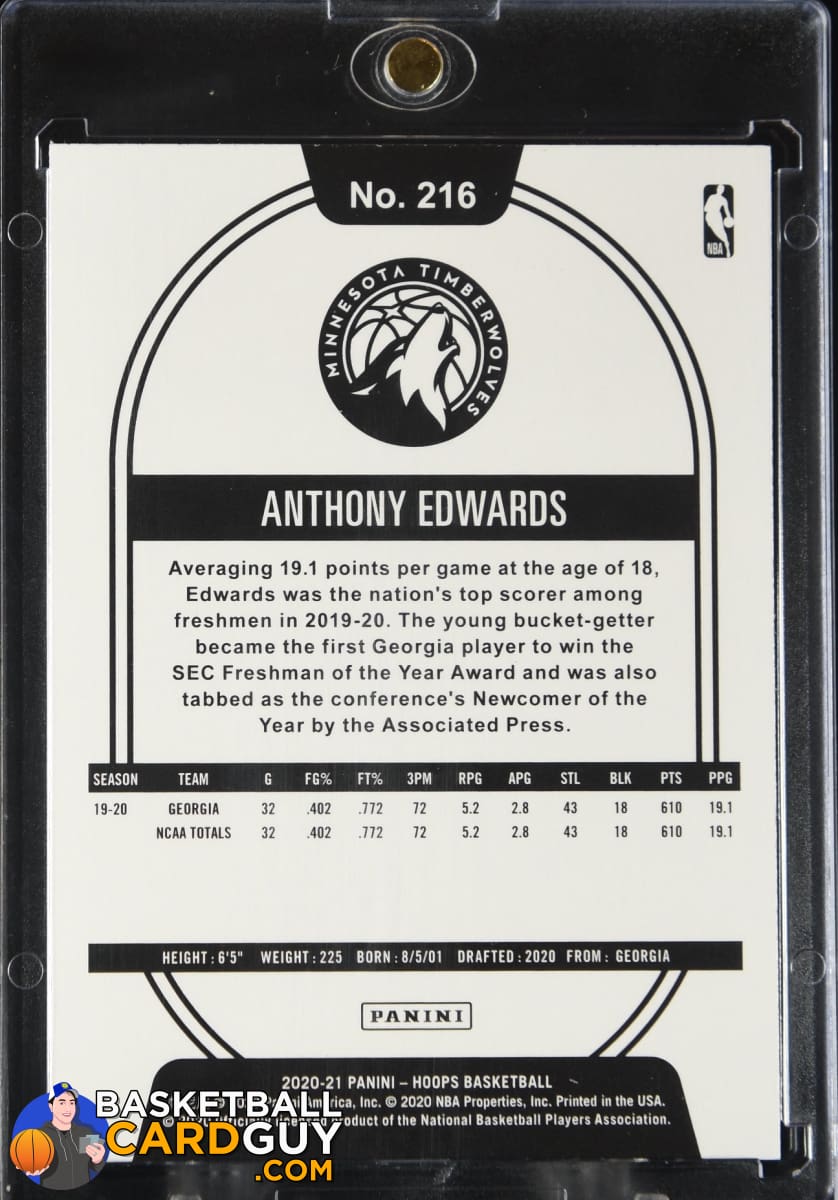 No. 216
NBA
MINNESOTA TIMBERWOLVES
ANTHONY EDWARDS
Averaging 19.1 points per game at the age of 18,
Edwards was the nation's top scorer among
freshmen in 2019-20. The young bucket-getter
became the first Georgia player to win the
SEC Freshman of the Year Award and was also
tabbed as the conference's Newcomer of the
Year by the Associated Press.
SEASON TEAM G FG% FT% 3PM RPG APG STL BLK PTS PPG
19-20 GEORGIA 32 .402 .772 72 5.2 2.8 43 18 610 19.1
NCAA TOTALS 32 .402 .772 72 5.2 2.8 43 18 610 19.1
HEIGHT : 6'5" WEIGHT : 225 BORN : 8/5/01 DRAFTED : 2020 FROM : GEORGIA
PANINI
2020-21 PANINI – HOOPS BASKETBALL
Panini America, Inc. © 2020 NBA Properties, Inc. Printed in the USA.
© 2020 Officially licensed product of the National Basketball Players Association.
BASKETBALL
CARDGUY
.COM